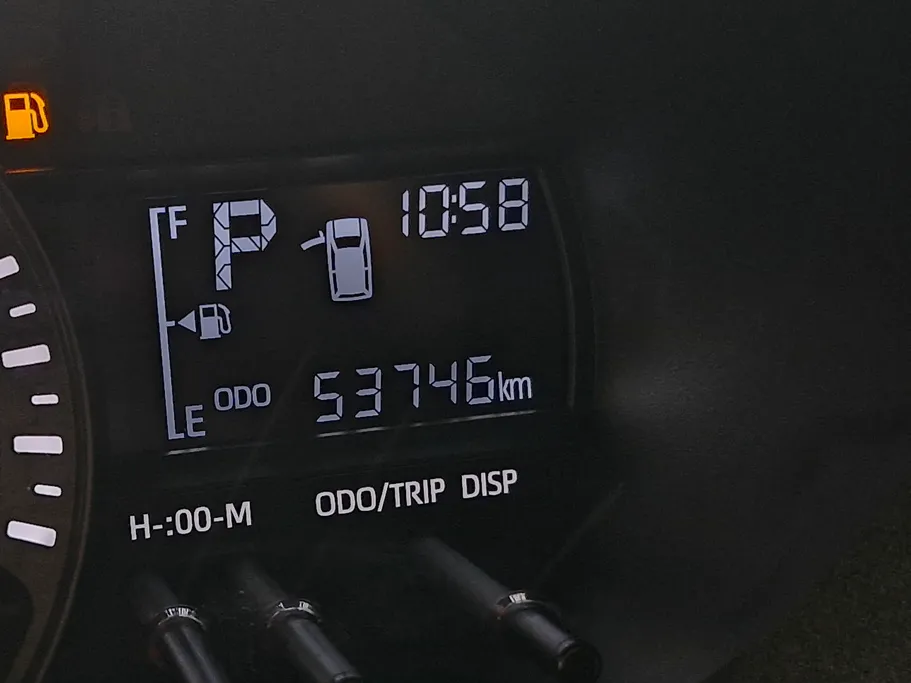 F P 10:58
E ODO 53746km
H-:00-M ODO/TRIP DISP